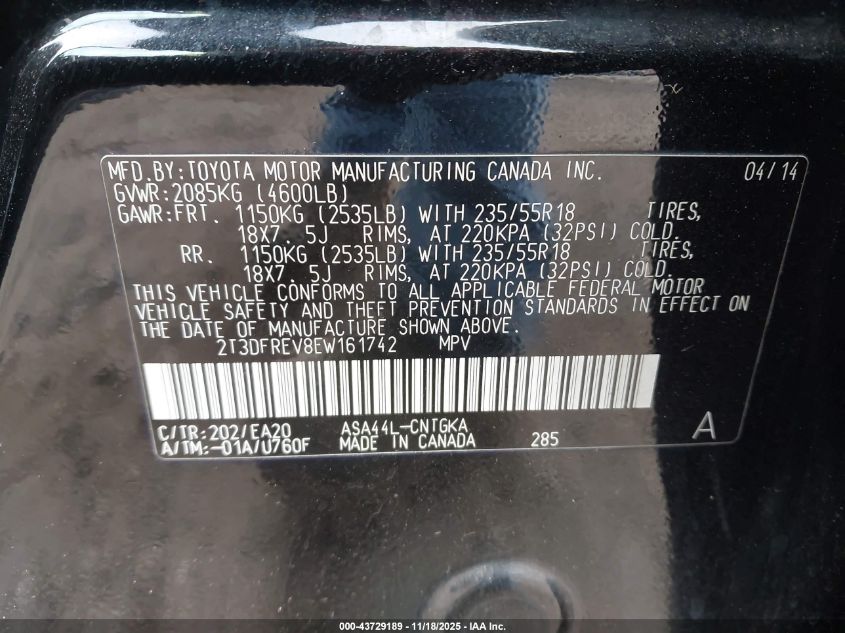 MFD.BY:TOYOTA MOTOR MANUFACTURING CANADA INC. 04/14
GVWR:2085KG (4600LB)
GAWR:FRT. 1150KG (2535LB) WITH 235/55R18 TIRES,
18X7.5J RIMS, AT 220KPA (32PSI) COLD.
RR. 1150KG (2535LB) WITH 235/55R18 TIRES,
18X7.5J RIMS, AT 220KPA (32PSI) COLD.
THIS VEHICLE CONFORMS TO ALL APPLICABLE FEDERAL MOTOR
VEHICLE SAFETY AND THEFT PREVENTION STANDARDS IN EFFECT ON
THE DATE OF MANUFACTURE SHOWN ABOVE.
2T3DFREV8EW161742 MPV
C/TR:202/EA20 ASA44L-CNTGKA
A/TM:-01A/U760F MADE IN CANADA 285 A
000-43729189 - 11/18/2025 - IAA Inc.